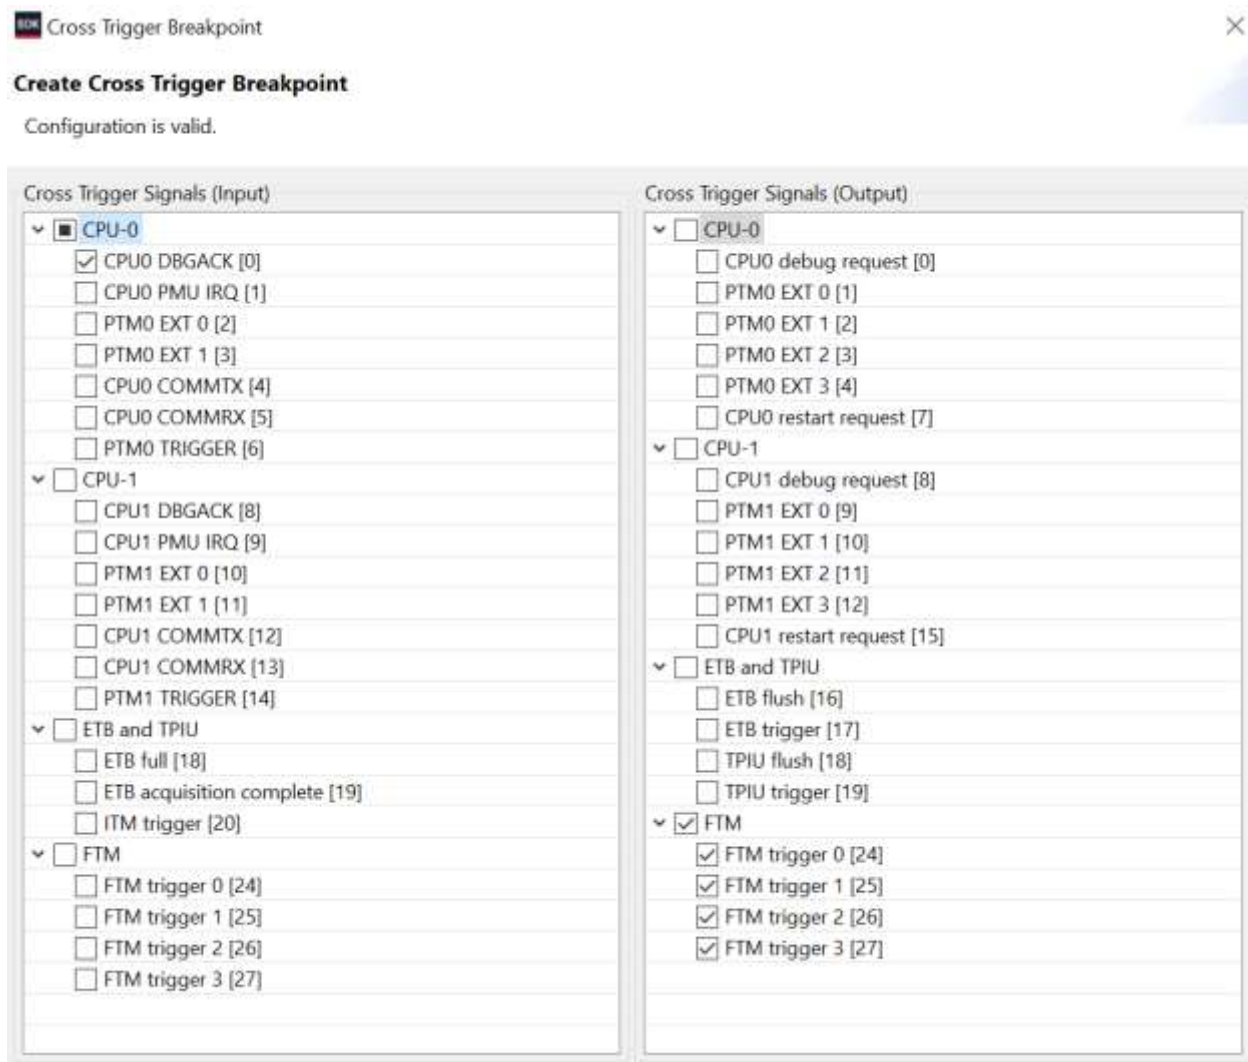 SDK Cross Trigger Breakpoint
Create Cross Trigger Breakpoint
Configuration is valid.
Cross Trigger Signals (Input)
CPU-0
CPU0 DBGACK [0]
CPU0 PMU IRQ [1]
PTM0 EXT 0 [2]
PTM0 EXT 1 [3]
CPU0 COMMTX [4]
CPU0 COMMRX [5]
PTM0 TRIGGER [6]
CPU-1
CPU1 DBGACK [8]
CPU1 PMU IRQ [9]
PTM1 EXT 0 [10]
PTM1 EXT 1 [11]
CPU1 COMMTX [12]
CPU1 COMMRX [13]
PTM1 TRIGGER [14]
ETB and TPIU
ETB full [18]
ETB acquisition complete [19]
ITM trigger [20]
FTM
FTM trigger 0 [24]
FTM trigger 1 [25]
FTM trigger 2 [26]
FTM trigger 3 [27]
Cross Trigger Signals (Output)
CPU-0
CPU0 debug request [0]
PTM0 EXT 0 [1]
PTM0 EXT 1 [2]
PTM0 EXT 2 [3]
PTM0 EXT 3 [4]
CPU0 restart request [7]
CPU-1
CPU1 debug request [8]
PTM1 EXT 0 [9]
PTM1 EXT 1 [10]
PTM1 EXT 2 [11]
PTM1 EXT 3 [12]
CPU1 restart request [15]
ETB and TPIU
ETB flush [16]
ETB trigger [17]
TPIU flush [18]
TPIU trigger [19]
FTM
FTM trigger 0 [24]
FTM trigger 1 [25]
FTM trigger 2 [26]
FTM trigger 3 [27]